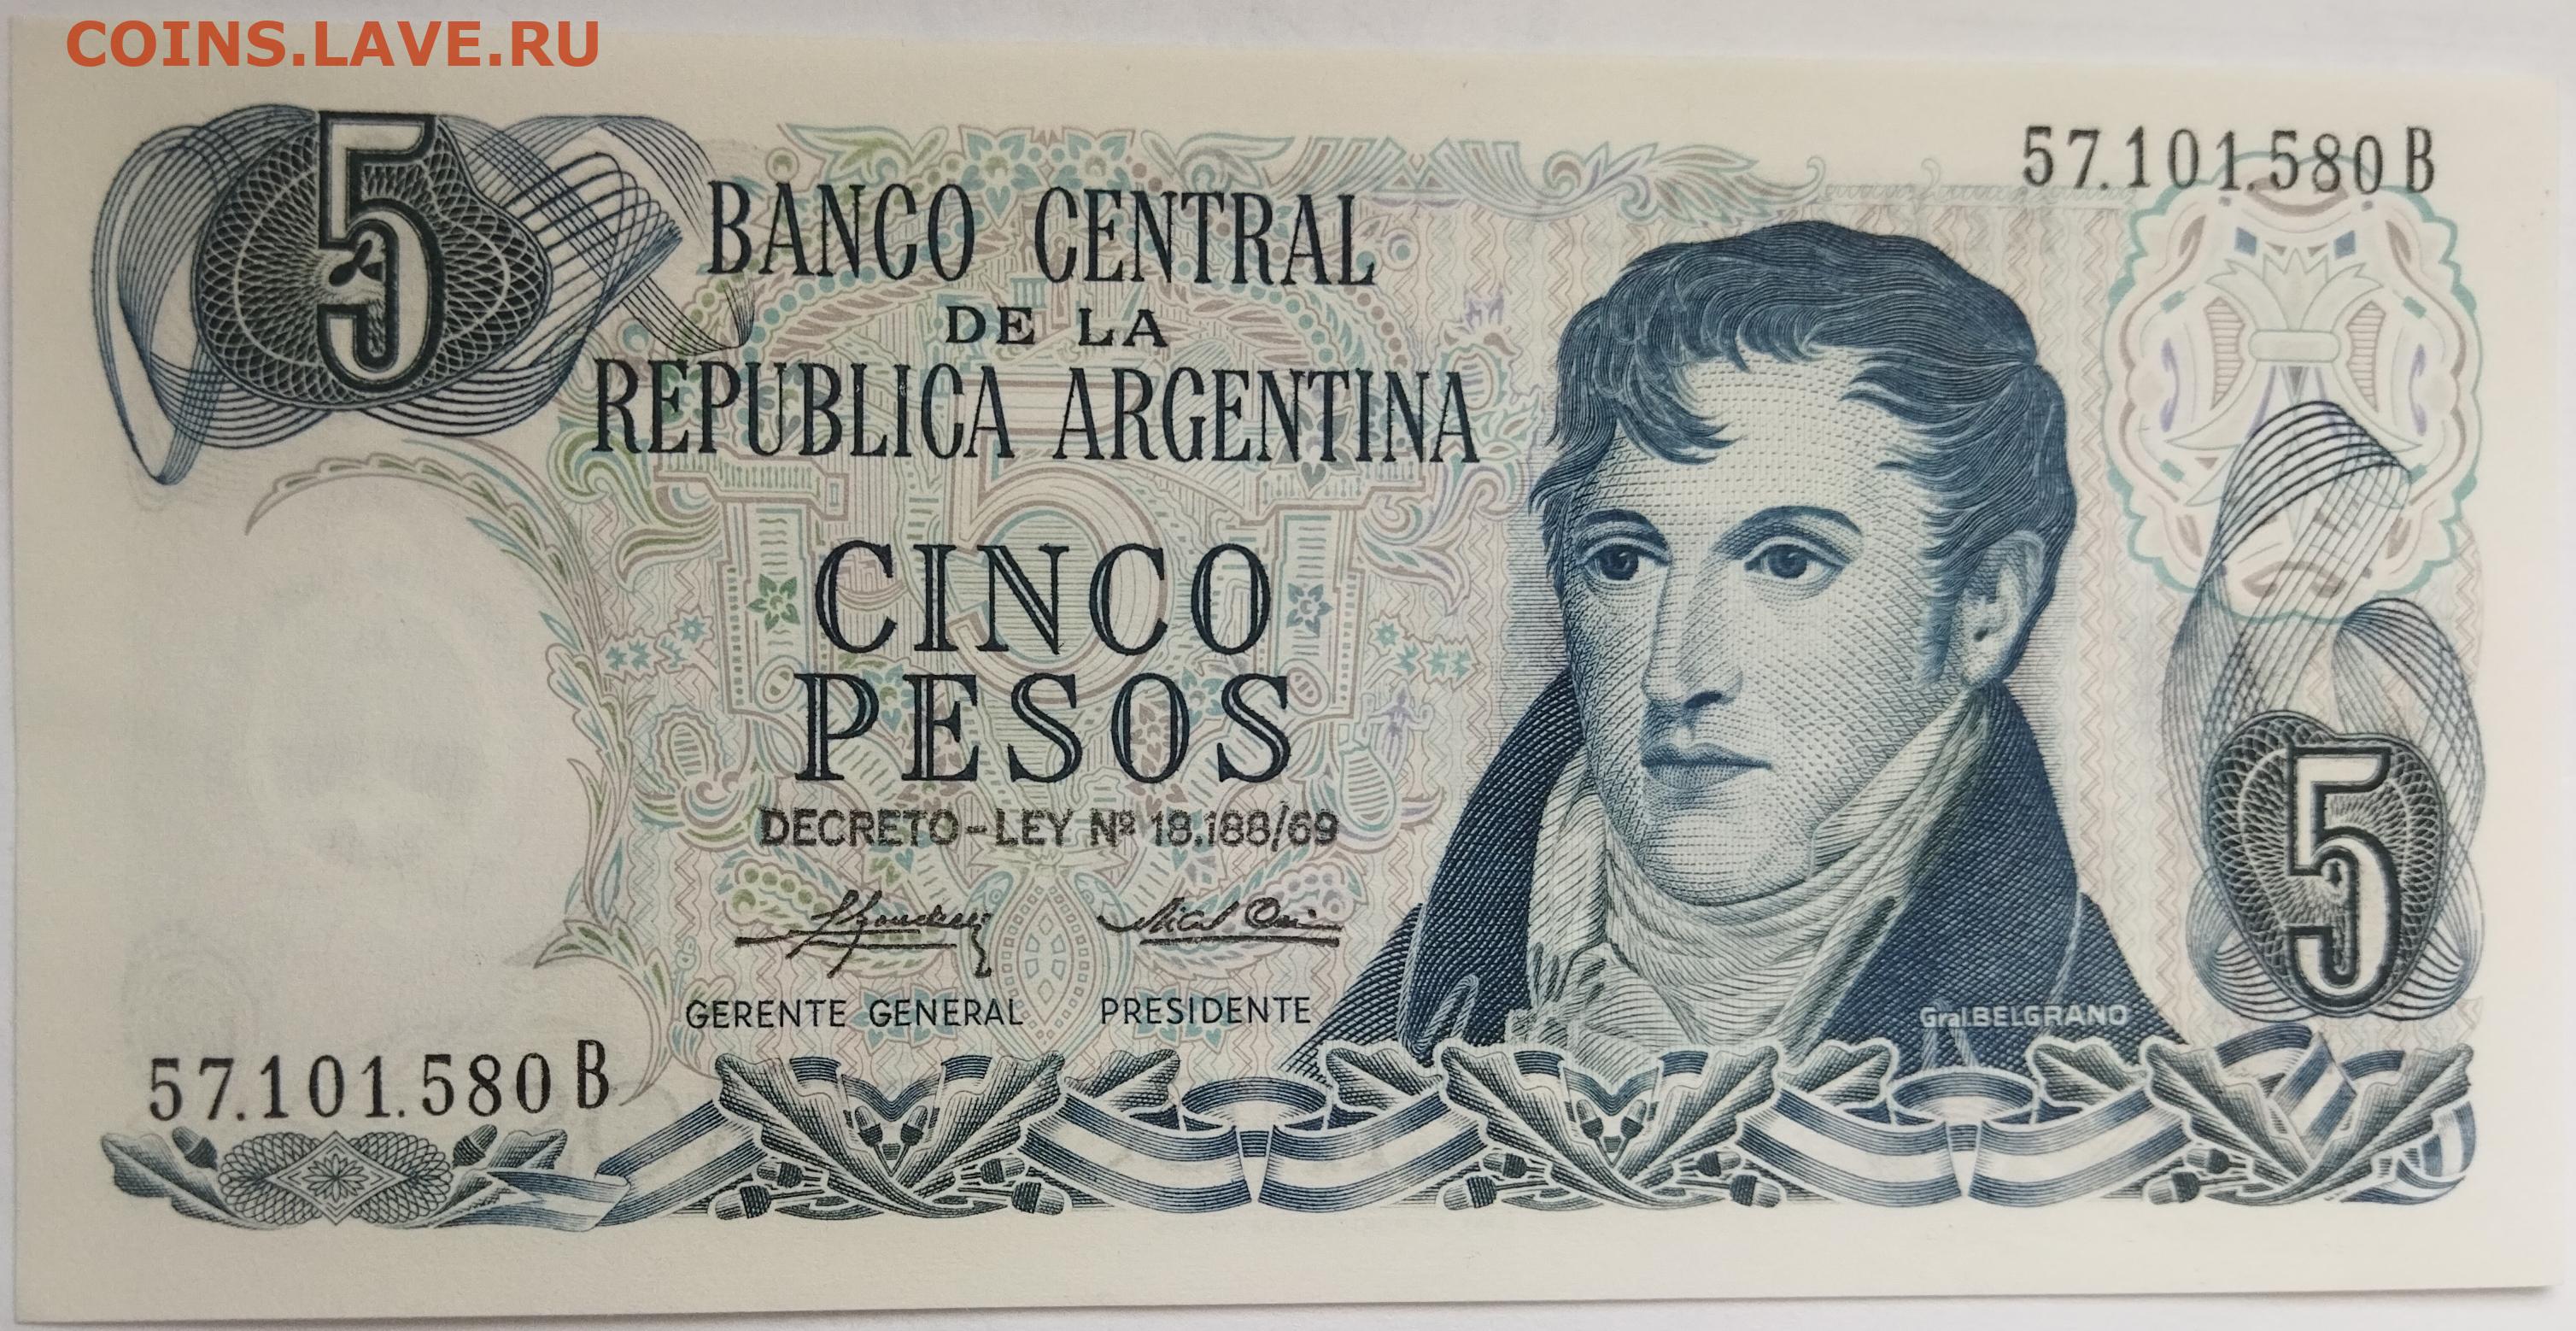 COINS.LAVE.RU
5
57.101.580 B
BANCO CENTRAL
DE LA
REPUBLICA ARGENTINA
5
CINCO
PESOS
DECRETO-LEY Nº 18.188/69
GERENTE GENERAL PRESIDENTE
Gral.BELGRANO
5
57.101.580 B